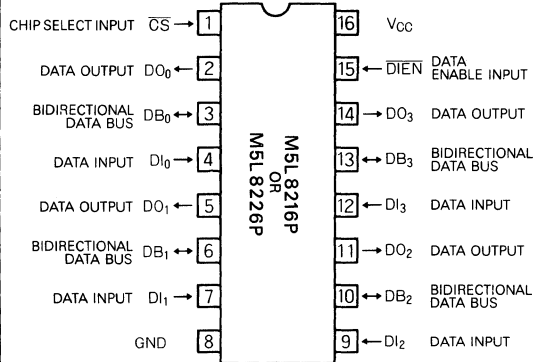 CHIP SELECT INPUT C̅S̅ → 1
DATA OUTPUT DO₀ ← 2
BIDIRECTIONAL
DATA BUS DB₀ ↔ 3
DATA INPUT DI₀ → 4
DATA OUTPUT DO₁ ← 5
BIDIRECTIONAL
DATA BUS DB₁ ↔ 6
DATA INPUT DI₁ → 7
GND 8
M5L8216P
OR
M5L8226P
16 VCC
15 ← D̅I̅E̅N̅ DATA
ENABLE INPUT
14 → DO₃ DATA OUTPUT
13 ↔ DB₃ BIDIRECTIONAL
DATA BUS
12 ← DI₃ DATA INPUT
11 → DO₂ DATA OUTPUT
10 ↔ DB₂ BIDIRECTIONAL
DATA BUS
9 ← DI₂ DATA INPUT